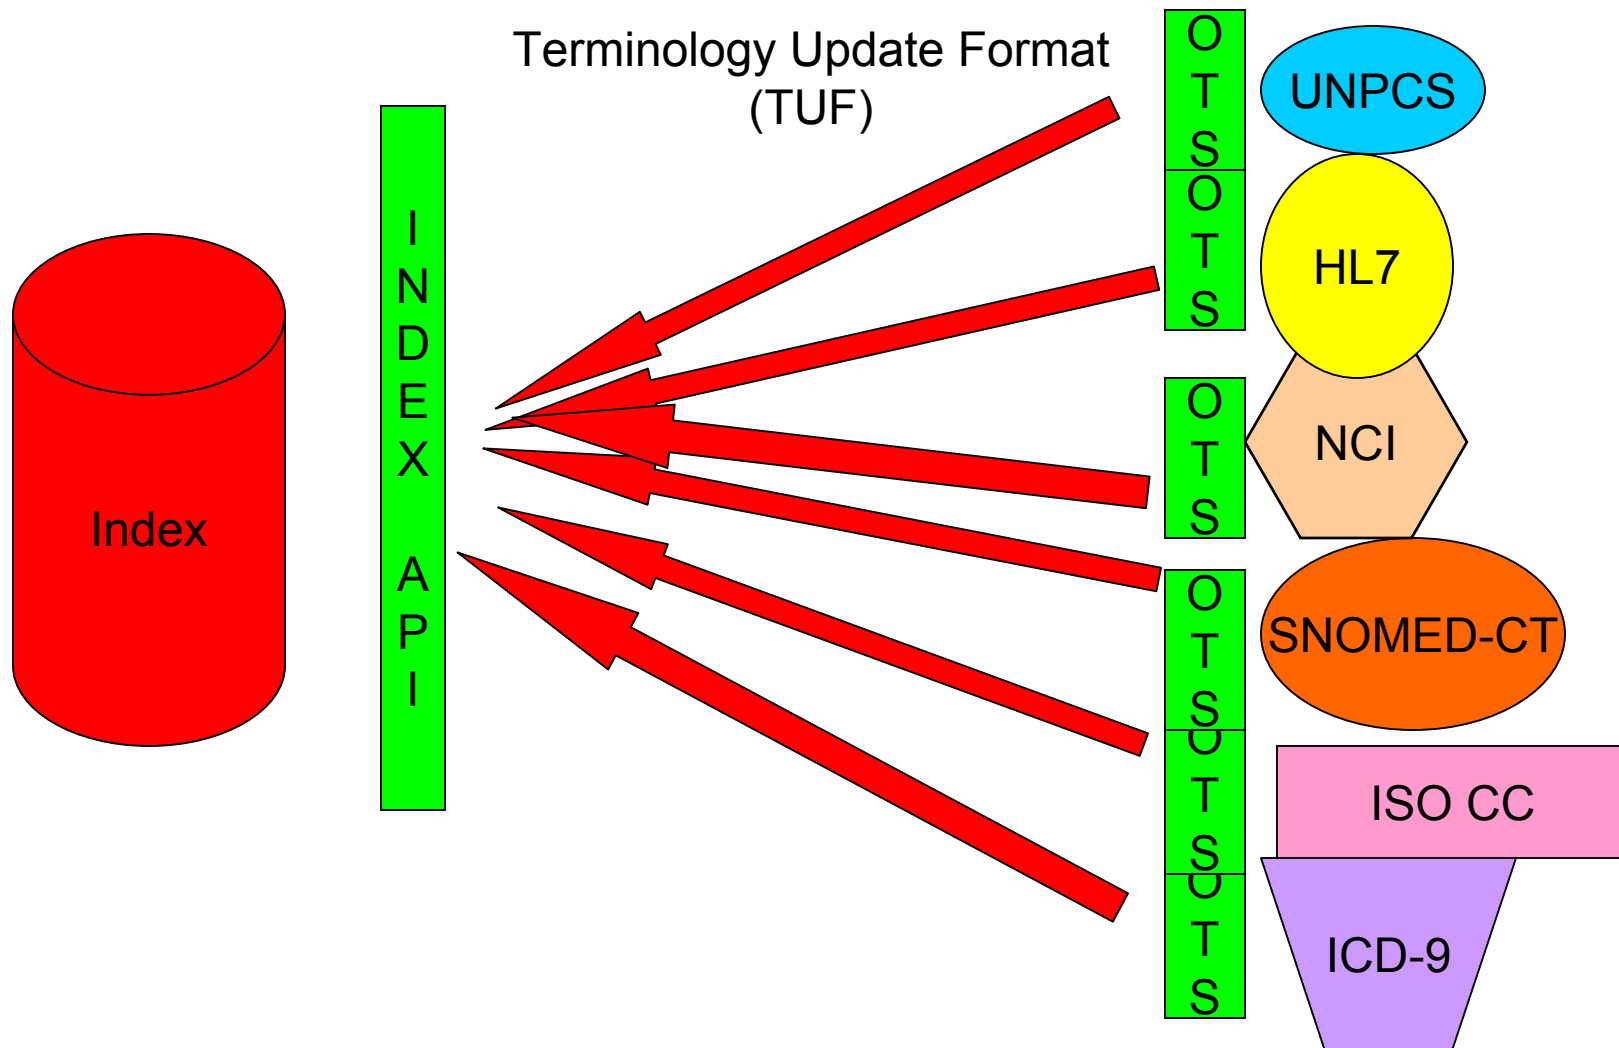 Terminology Update Format
(TUF)
Index
I
N
D
E
X
A
P
I
O
T
S
O
T
S
O
T
S
O
T
S
O
T
S
O
T
S
UNPCS
HL7
NCI
SNOMED-CT
ISO CC
ICD-9